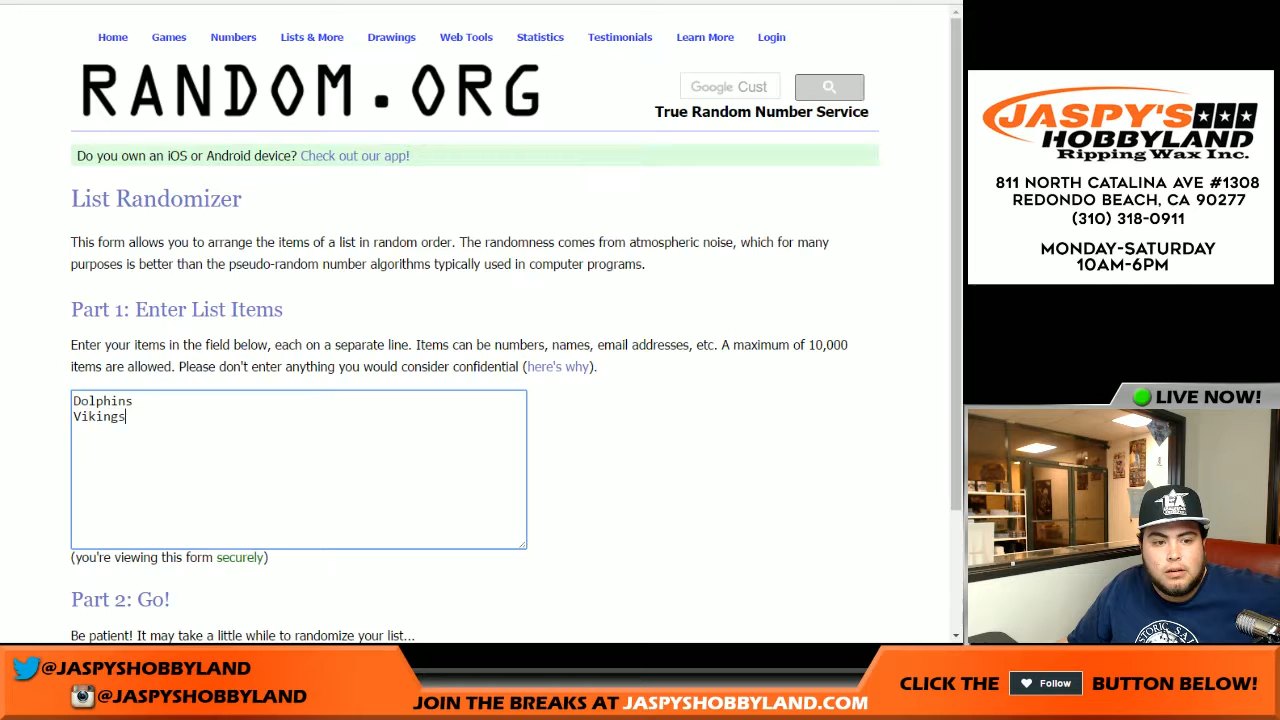 Home Games Numbers Lists & More Drawings Web Tools Statistics Testimonials Learn More Login
RANDOM.ORG
Google Cust
True Random Number Service
Do you own an iOS or Android device? Check out our app!
List Randomizer
This form allows you to arrange the items of a list in random order. The randomness comes from atmospheric noise, which for many
purposes is better than the pseudo-random number algorithms typically used in computer programs.
Part 1: Enter List Items
Enter your items in the field below, each on a separate line. Items can be numbers, names, email addresses, etc. A maximum of 10,000
items are allowed. Please don't enter anything you would consider confidential (here's why).
Dolphins
Vikings
(you're viewing this form securely)
Part 2: Go!
Be patient! It may take a little while to randomize your list...
JASPY'S
HOBBYLAND
Ripping Wax Inc.
811 NORTH CATALINA AVE #1308
REDONDO BEACH, CA 90277
(310) 318-0911
MONDAY-SATURDAY
10AM-6PM
LIVE NOW!
@JASPYSHOBBYLAND
@JASPYSHOBBYLAND
JOIN THE BREAKS AT JASPYSHOBBYLAND.COM
CLICK THE Follow BUTTON BELOW!